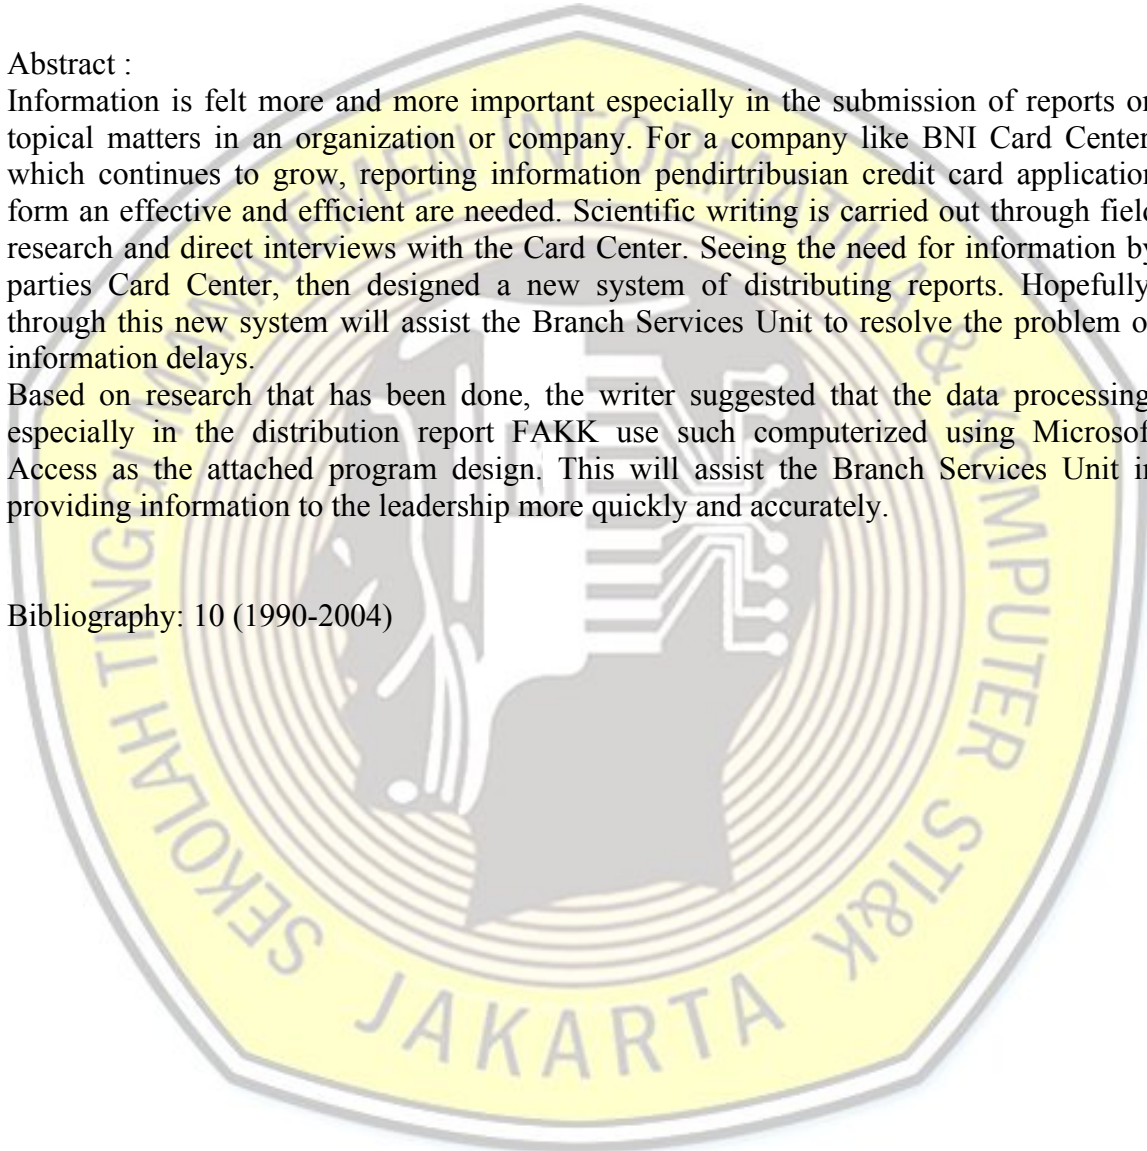 Abstract :
Information is felt more and more important especially in the submission of reports or
topical matters in an organization or company. For a company like BNI Card Center
which continues to grow, reporting information pendirtribusian credit card application
form an effective and efficient are needed. Scientific writing is carried out through field
research and direct interviews with the Card Center. Seeing the need for information by
parties Card Center, then designed a new system of distributing reports. Hopefully
through this new system will assist the Branch Services Unit to resolve the problem o
information delays.
Based on research that has been done, the writer suggested that the data processing
especially in the distribution report FAKK use such computerized using Microsof
Access as the attached program design. This will assist the Branch Services Unit in
providing information to the leadership more quickly and accurately.
Bibliography: 10 (1990-2004)
SEKOLAH TINGGI MANAJEMEN INFORMATIKA & KOMPUTER STI&K
JAKARTA